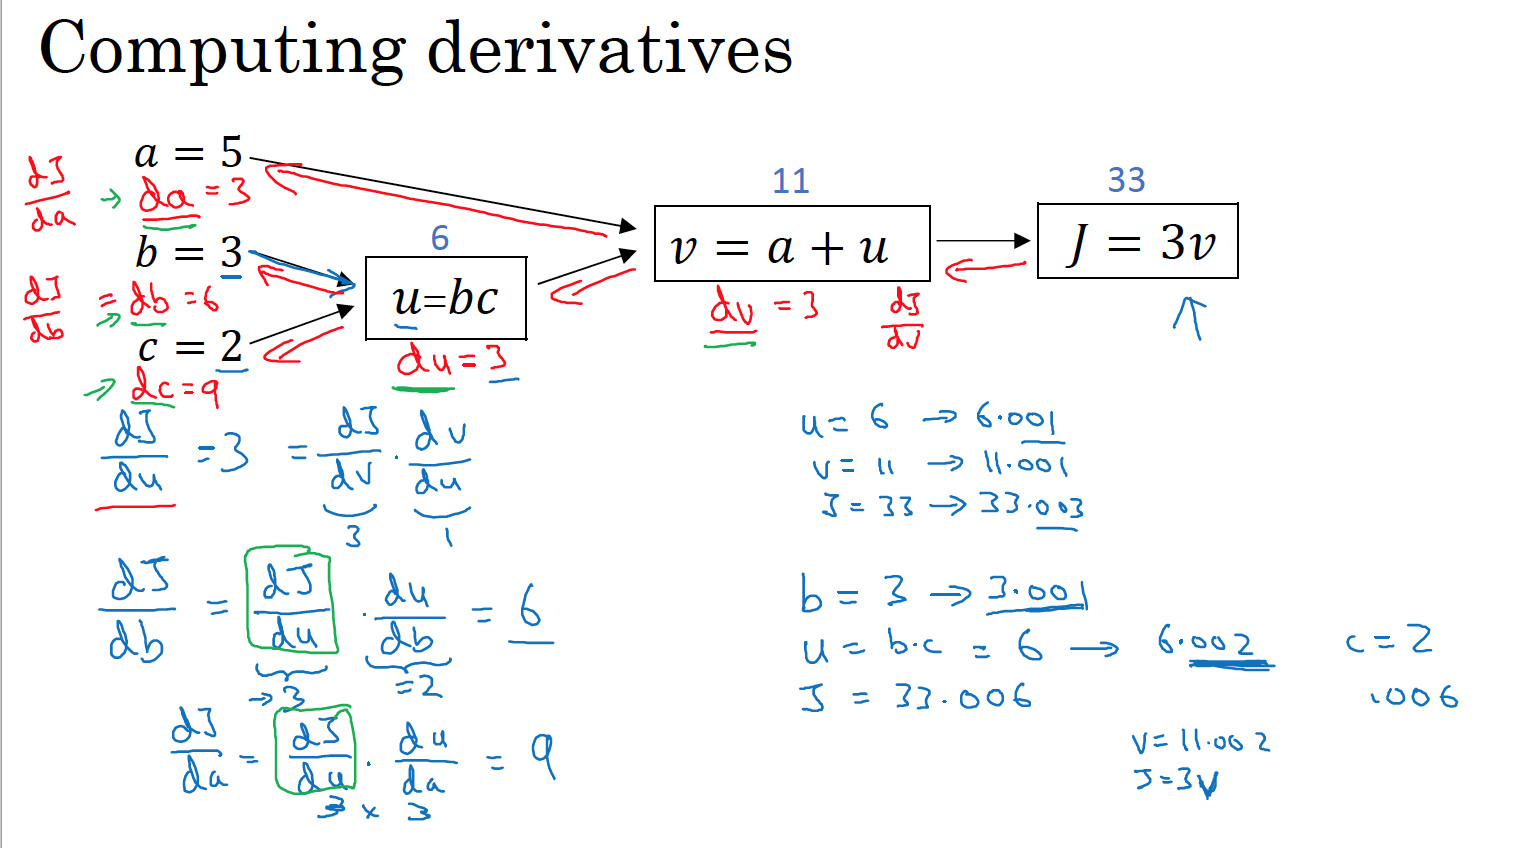 Computing derivatives
a = 5
dJ/da → da = 3
b = 3
dJ/db = → db = 6
c = 2
→ dc = 9
6
u=bc
du = 3
11
v = a + u
dv = 3 dJ/dv
33
J = 3v
dJ/du = 3 = dJ/dv · dv/du
3 1
dJ/db = dJ/du · du/db = 6
→ 3 = 2
dJ/da = dJ/du · du/da = 9
3 × 3
u = 6 → 6.001
v = 11 → 11.001
J = 33 → 33.003
b = 3 → 3.001
u = b·c = 6 → 6.002 c = 2
J = 33.006 .006
v = 11.002
J = 3v